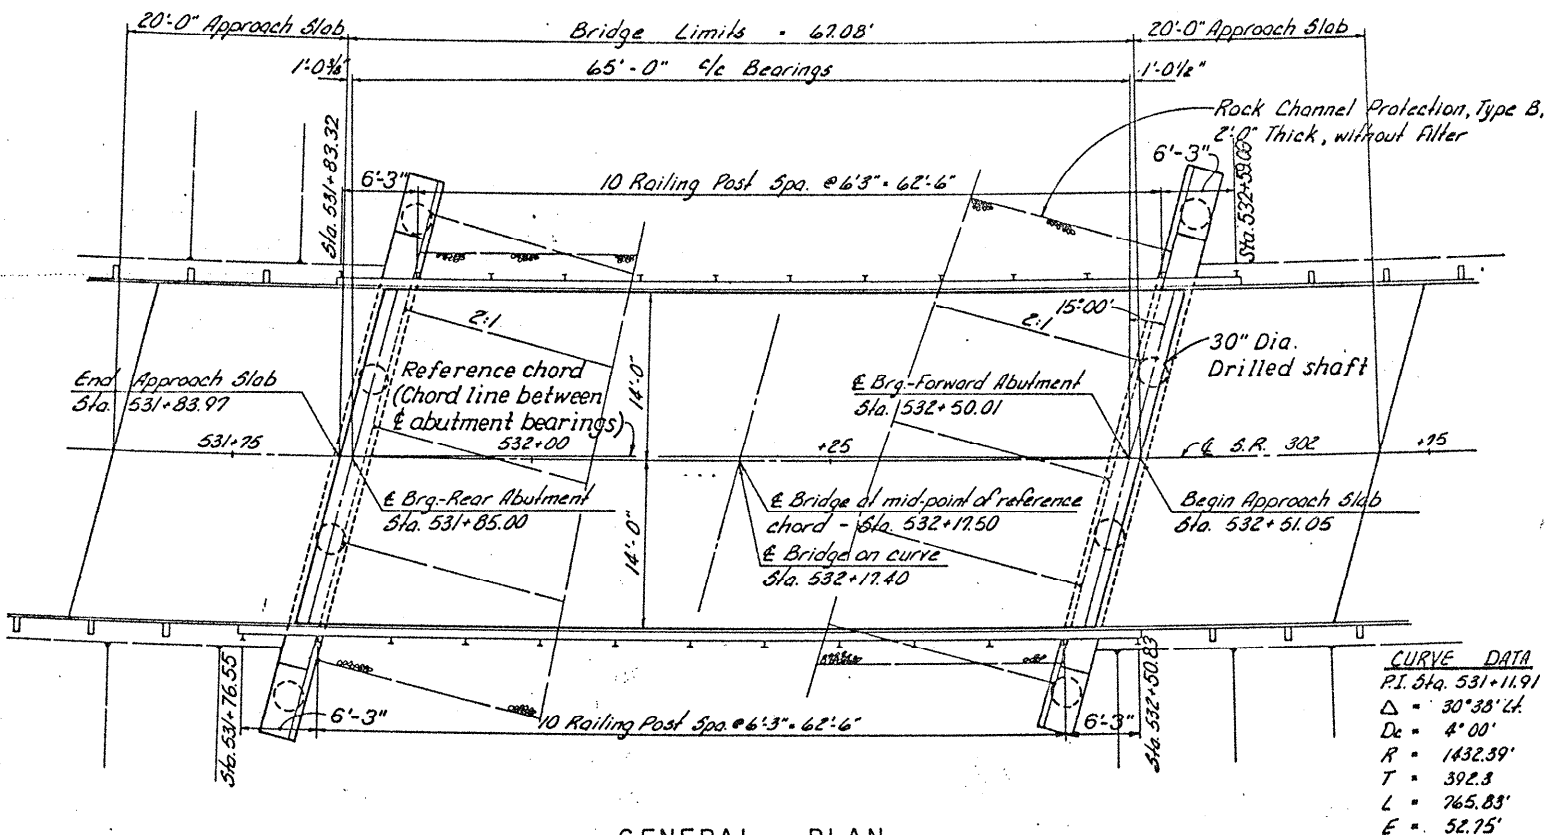 20'-0" Approach Slab
Bridge Limits = 67.08'
20'-0" Approach Slab
1'-0⅜"
65'-0" c/c Bearings
1'-0½"
Rock Channel Protection, Type B,
2'-0" Thick, without Filter
Sta. 531+83.32
6'-3"
10 Railing Post Spa. @ 6'3" = 62'-6"
6'-3"
Sta. 532+59.00
2:1
2:1
15°00'
30" Dia.
Drilled shaft
Reference chord
(Chord line between
℄ abutment bearings)
14'-0"
End Approach Slab
Sta. 531+83.97
℄ Brg.-Forward Abutment
Sta. 532+50.01
531+75
532+00
+25
℄ S.R. 302
+75
℄ Brg.-Rear Abutment
Sta. 531+85.00
14'-0"
℄ Bridge at mid-point of reference
chord - Sta. 532+17.50
℄ Bridge on curve
Sta. 532+17.40
Begin Approach Slab
Sta. 532+51.05
Sta. 531+76.55
6'-3"
10 Railing Post Spa. @ 6'-3" = 62'-6"
6'-3"
Sta. 532+50.83
CURVE DATA
P.I. Sta. 531+11.91
Δ = 30°38' Lt.
Dc = 4°00'
R = 1432.39'
T = 392.3
L = 765.83'
E = 52.75'
GENERAL PLAN